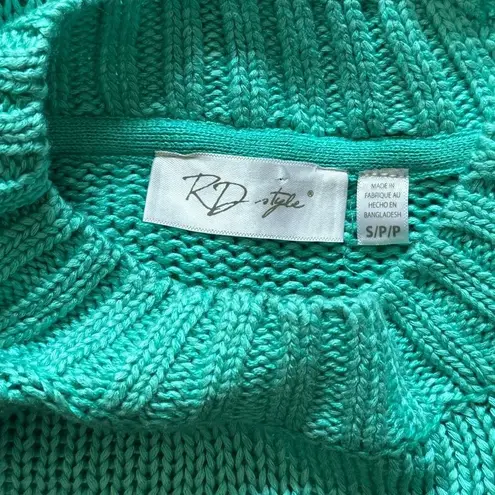 RD style®
MADE IN
FABRIQUE AU
HECHO EN
BANGLADESH
S/P/P